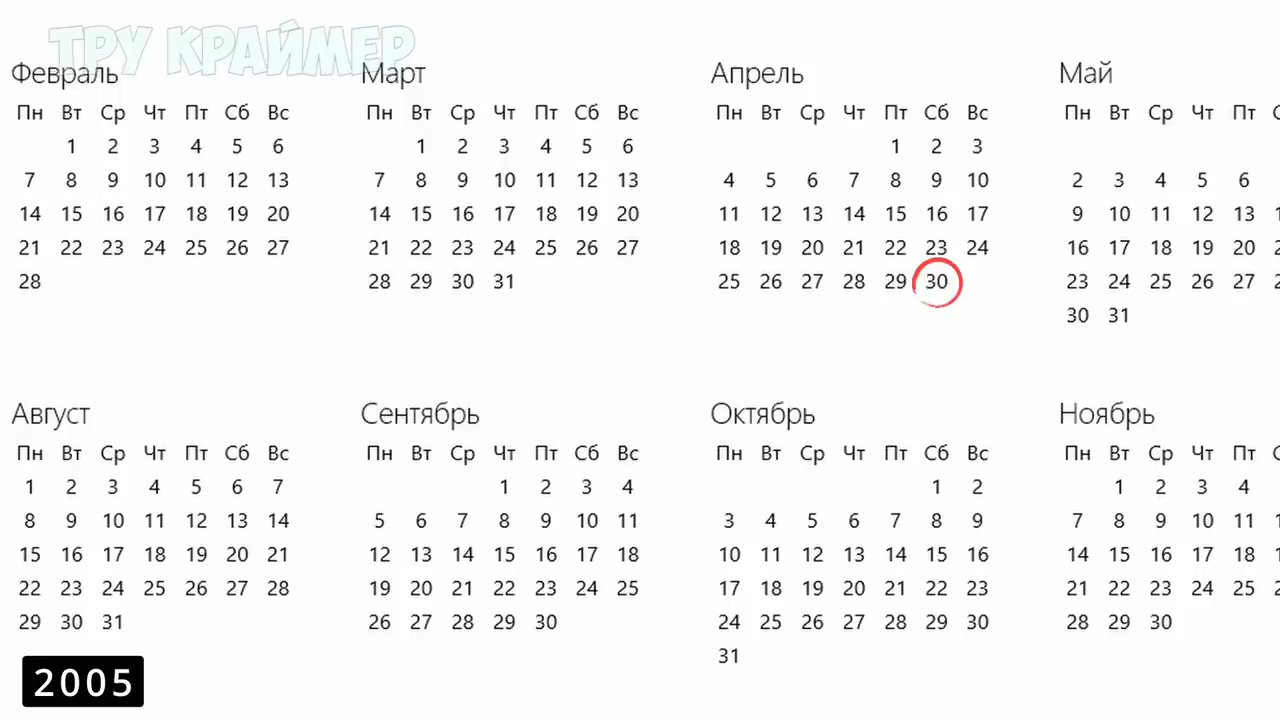 ТРУ КРАЙМЕР
Февраль Март Апрель Май
Пн Вт Ср Чт Пт Сб Вс Пн Вт Ср Чт Пт Сб Вс Пн Вт Ср Чт Пт Сб Вс Пн Вт Ср Чт Пт
1 2 3 4 5 6 1 2 3 4 5 6 1 2 3
7 8 9 10 11 12 13 7 8 9 10 11 12 13 4 5 6 7 8 9 10 2 3 4 5 6
14 15 16 17 18 19 20 14 15 16 17 18 19 20 11 12 13 14 15 16 17 9 10 11 12 13
21 22 23 24 25 26 27 21 22 23 24 25 26 27 18 19 20 21 22 23 24 16 17 18 19 20
28 28 29 30 31 25 26 27 28 29 30 23 24 25 26 27
30 31
Август Сентябрь Октябрь Ноябрь
Пн Вт Ср Чт Пт Сб Вс Пн Вт Ср Чт Пт Сб Вс Пн Вт Ср Чт Пт Сб Вс Пн Вт Ср Чт Пт
1 2 3 4 5 6 7 1 2 3 4 1 2 1 2 3 4
8 9 10 11 12 13 14 5 6 7 8 9 10 11 3 4 5 6 7 8 9 7 8 9 10 11
15 16 17 18 19 20 21 12 13 14 15 16 17 18 10 11 12 13 14 15 16 14 15 16 17 18
22 23 24 25 26 27 28 19 20 21 22 23 24 25 17 18 19 20 21 22 23 21 22 23 24 25
29 30 31 26 27 28 29 30 24 25 26 27 28 29 30 28 29 30
31
2005